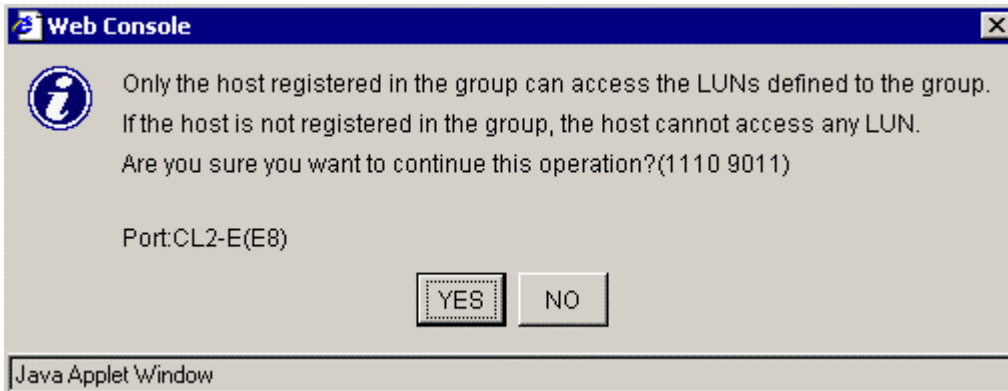 Web Console
Only the host registered in the group can access the LUNs defined to the group.
If the host is not registered in the group, the host cannot access any LUN.
Are you sure you want to continue this operation?(1110 9011)
Port:CL2-E(E8)
YES NO
Java Applet Window